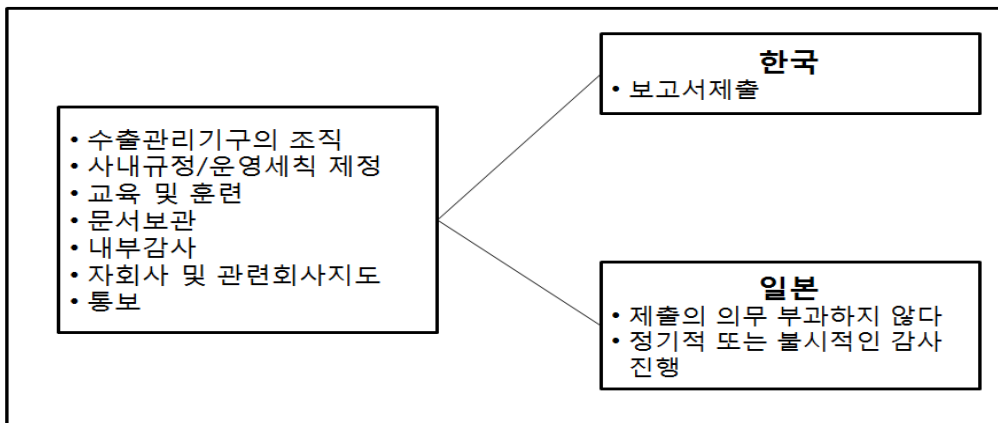 • 수출관리기구의 조직
• 사내규정/운영세칙 제정
• 교육 및 훈련
• 문서보관
• 내부감사
• 자회사 및 관련회사지도
• 통보
한국
• 보고서제출
일본
• 제출의 의무 부과하지 않다
• 정기적 또는 불시적인 감사
진행